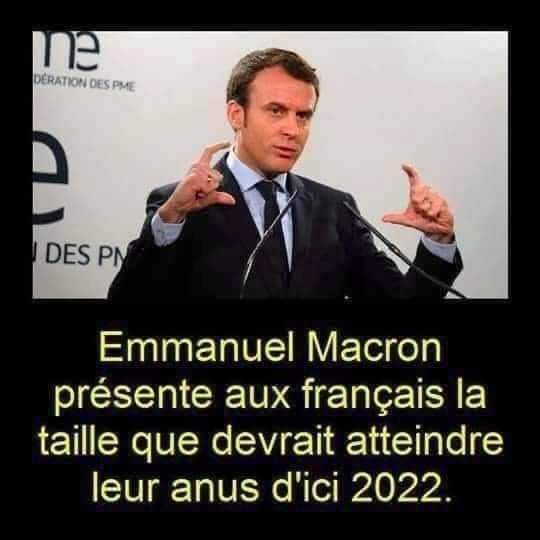 me
DÉRATION DES PME
e
N DES PM
Emmanuel Macron
présente aux français la
taille que devrait atteindre
leur anus d'ici 2022.